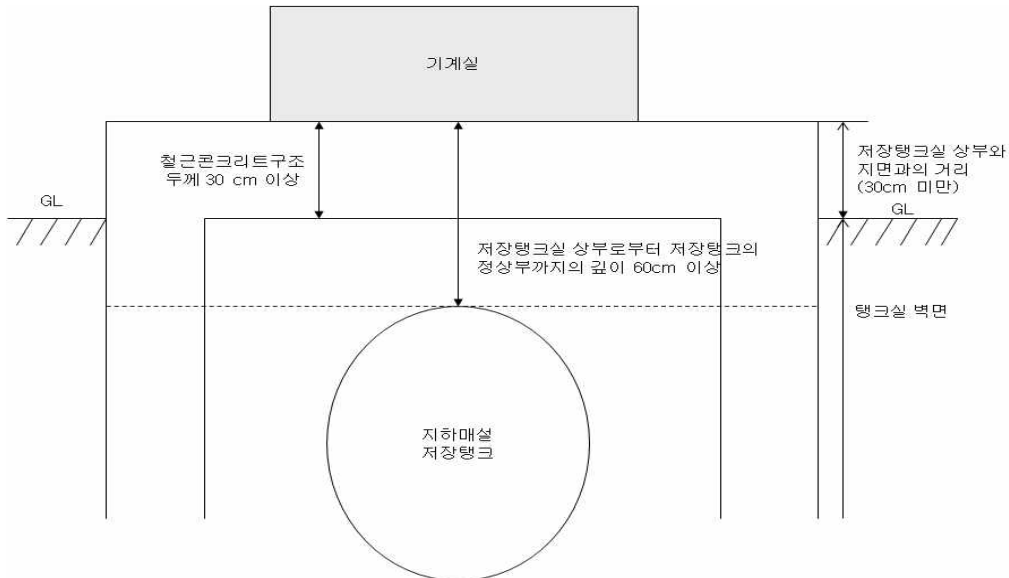 기계실
철근콘크리트구조
두께 30 cm 이상
저장탱크실 상부와
지면과의 거리
(30cm 미만)
GL
GL
저장탱크실 상부로부터 저장탱크의
정상부까지의 깊이 60cm 이상
탱크실 벽면
지하매설
저장탱크